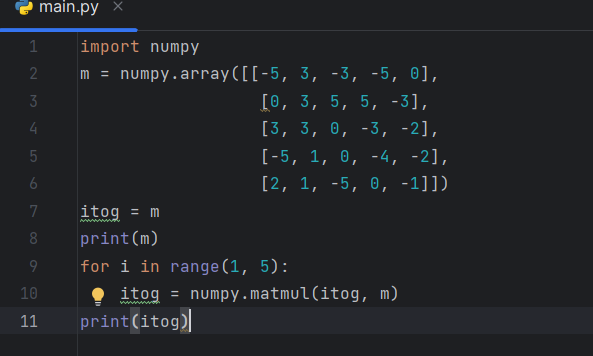 main.py ×
1 import numpy
2 m = numpy.array([[-5, 3, -3, -5, 0],
3 [0, 3, 5, 5, -3],
4 [3, 3, 0, -3, -2],
5 [-5, 1, 0, -4, -2],
6 [2, 1, -5, 0, -1]])
7 itog = m
8 print(m)
9 for i in range(1, 5):
10 itog = numpy.matmul(itog, m)
11 print(itog)